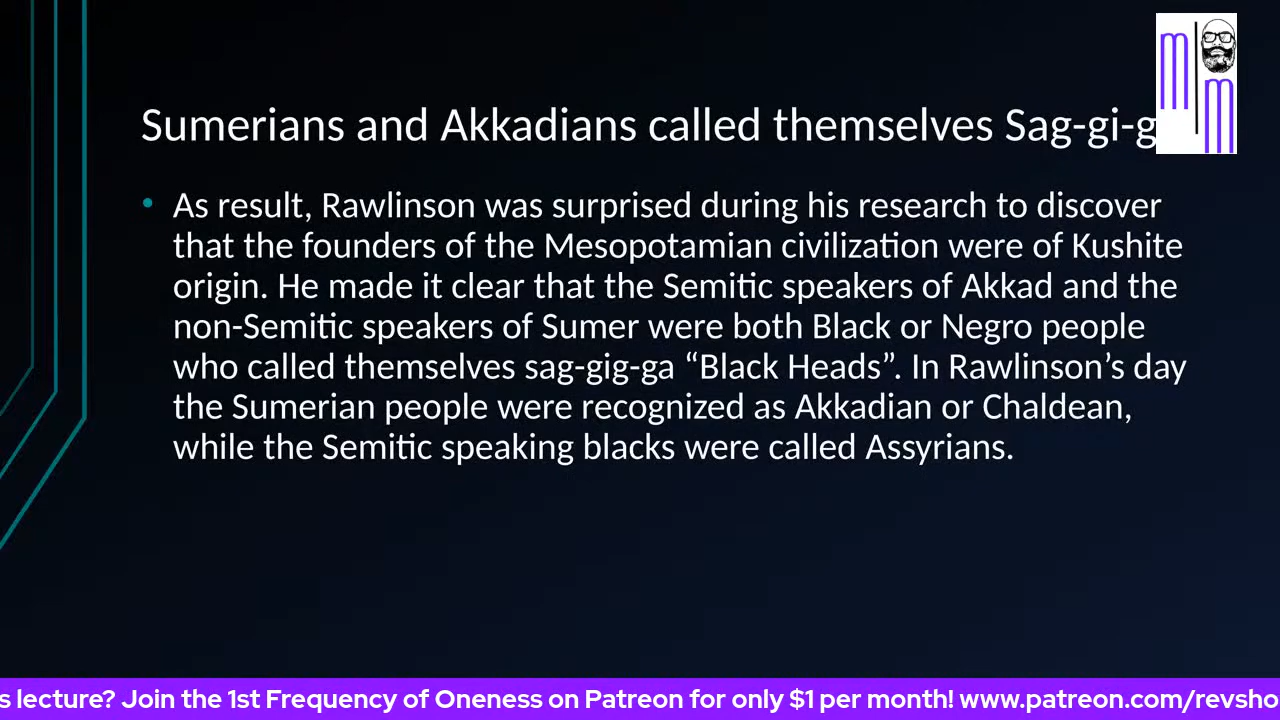 Sumerians and Akkadians called themselves Sag-gi-g
As result, Rawlinson was surprised during his research to discover
that the founders of the Mesopotamian civilization were of Kushite
origin. He made it clear that the Semitic speakers of Akkad and the
non-Semitic speakers of Sumer were both Black or Negro people
who called themselves sag-gig-ga “Black Heads”. In Rawlinson’s day
the Sumerian people were recognized as Akkadian or Chaldean,
while the Semitic speaking blacks were called Assyrians.
s lecture? Join the 1st Frequency of Oneness on Patreon for only $1 per month! www.patreon.com/revsho
m
m